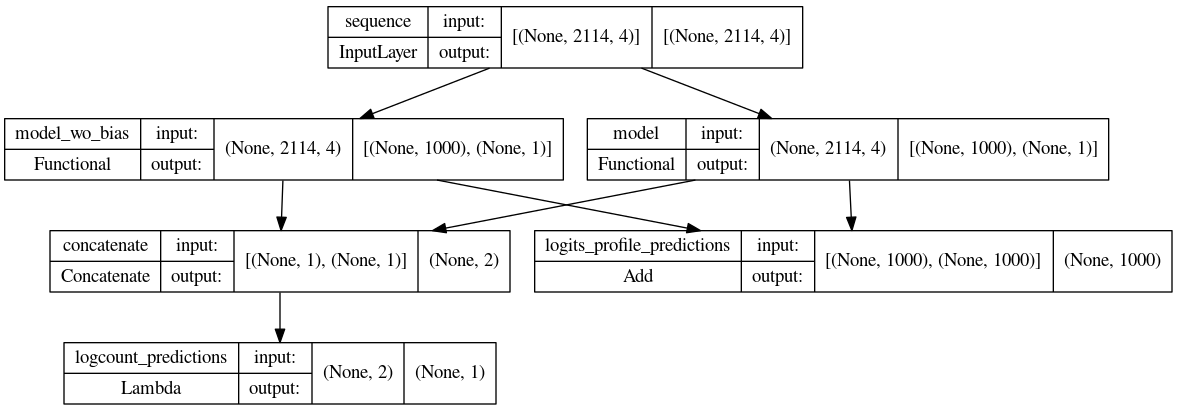 sequence input: [(None, 2114, 4)] [(None, 2114, 4)]
InputLayer output:
model_wo_bias input: (None, 2114, 4) [(None, 1000), (None, 1)]
Functional output:
model input: (None, 2114, 4) [(None, 1000), (None, 1)]
Functional output:
concatenate input: [(None, 1), (None, 1)] (None, 2)
Concatenate output:
logits_profile_predictions input: [(None, 1000), (None, 1000)] (None, 1000)
Add output:
logcount_predictions input: (None, 2) (None, 1)
Lambda output: